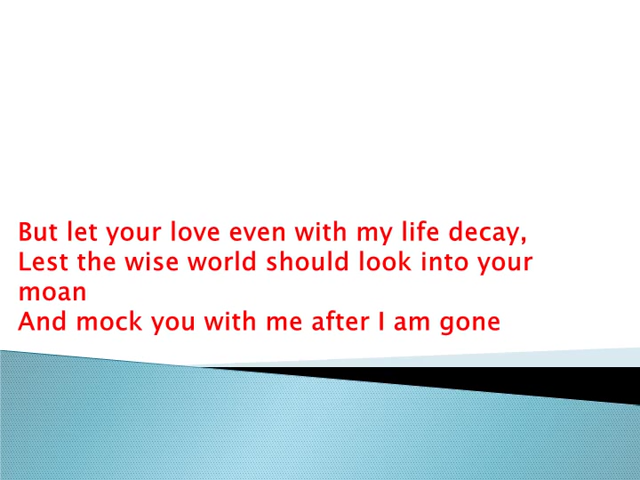 But let your love even with my life decay,
Lest the wise world should look into your
moan
And mock you with me after I am gone